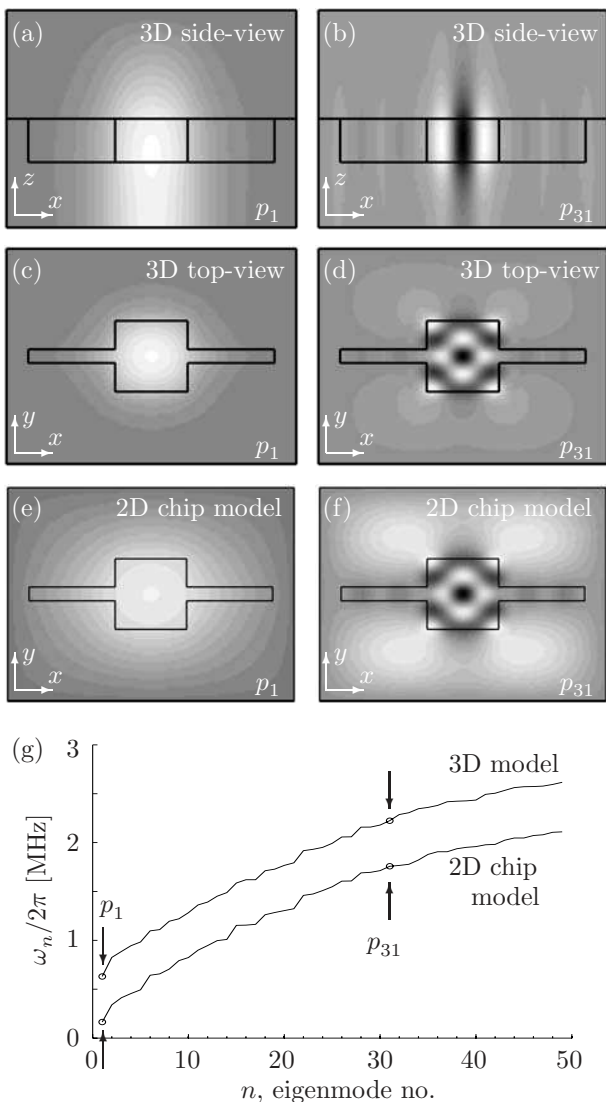 (a) 3D side-view
z
x
p₁
(b) 3D side-view
z
x
p₃₁
(c) 3D top-view
y
x
p₁
(d) 3D top-view
y
x
p₃₁
(e) 2D chip model
y
x
p₁
(f) 2D chip model
y
x
p₃₁
(g)
3
2
1
0
ωₙ/2π [MHz]
3D model
2D chip
model
p₁
p₃₁
0 10 20 30 40 50
n, eigenmode no.